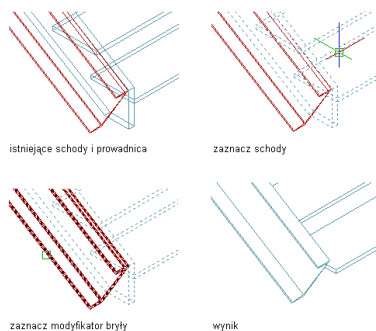 istniejące schody i prowadnica
zaznacz schody
zaznacz modyfikator bryły
wynik